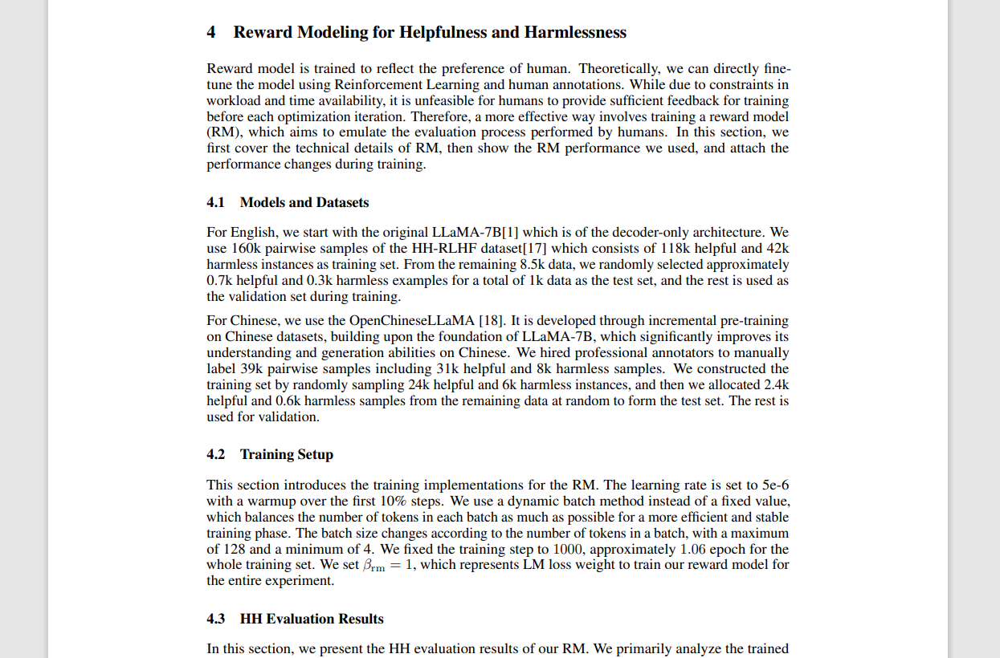 4 Reward Modeling for Helpfulness and Harmlessness
Reward model is trained to reflect the preference of human. Theoretically, we can directly fine-
tune the model using Reinforcement Learning and human annotations. While due to constraints in
workload and time availability, it is unfeasible for humans to provide sufficient feedback for training
before each optimization iteration. Therefore, a more effective way involves training a reward model
(RM), which aims to emulate the evaluation process performed by humans. In this section, we
first cover the technical details of RM, then show the RM performance we used, and attach the
performance changes during training.
4.1 Models and Datasets
For English, we start with the original LLaMA-7B[1] which is of the decoder-only architecture. We
use 160k pairwise samples of the HH-RLHF dataset[17] which consists of 118k helpful and 42k
harmless instances as training set. From the remaining 8.5k data, we randomly selected approximately
0.7k helpful and 0.3k harmless examples for a total of 1k data as the test set, and the rest is used as
the validation set during training.
For Chinese, we use the OpenChineseLLaMA [18]. It is developed through incremental pre-training
on Chinese datasets, building upon the foundation of LLaMA-7B, which significantly improves its
understanding and generation abilities on Chinese. We hired professional annotators to manually
label 39k pairwise samples including 31k helpful and 8k harmless samples. We constructed the
training set by randomly sampling 24k helpful and 6k harmless instances, and then we allocated 2.4k
helpful and 0.6k harmless samples from the remaining data at random to form the test set. The rest is
used for validation.
4.2 Training Setup
This section introduces the training implementations for the RM. The learning rate is set to 5e-6
with a warmup over the first 10% steps. We use a dynamic batch method instead of a fixed value,
which balances the number of tokens in each batch as much as possible for a more efficient and stable
training phase. The batch size changes according to the number of tokens in a batch, with a maximum
of 128 and a minimum of 4. We fixed the training step to 1000, approximately 1.06 epoch for the
whole training set. We set βrm = 1, which represents LM loss weight to train our reward model for
the entire experiment.
4.3 HH Evaluation Results
In this section, we present the HH evaluation results of our RM. We primarily analyze the trained